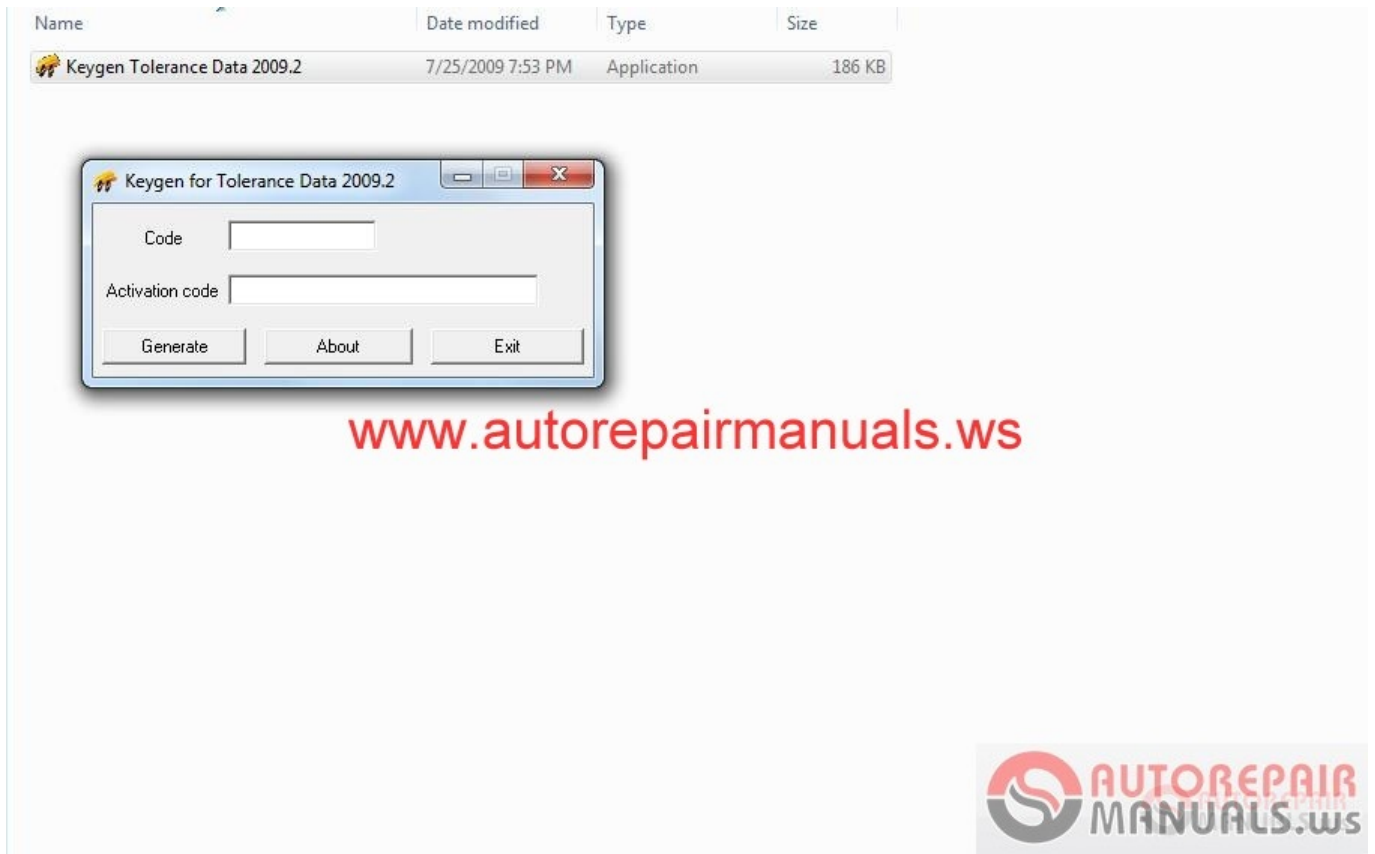 Name Date modified Type Size
Keygen Tolerance Data 2009.2 7/25/2009 7:53 PM Application 186 KB
Keygen for Tolerance Data 2009.2
Code
Activation code
Generate About Exit
www.autorepairmanuals.ws
AUTOREPAIR
MANUALS.ws